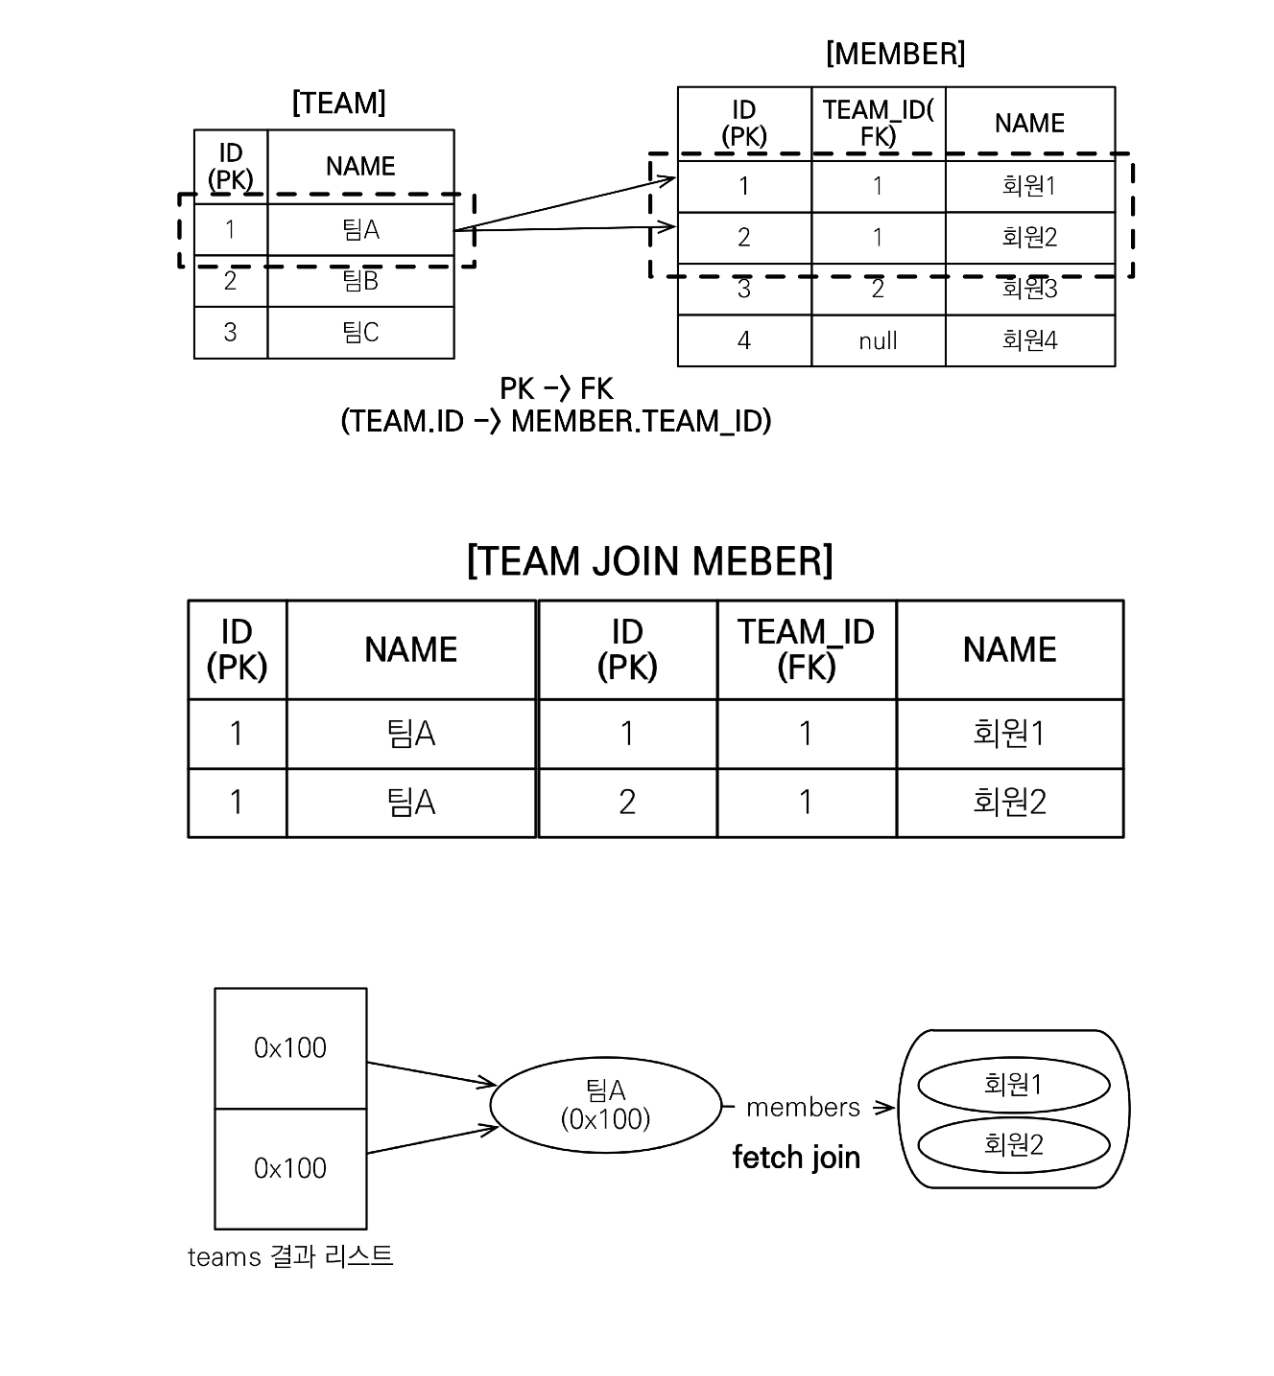 [MEMBER]
[TEAM]
ID
(PK)
TEAM_ID(
FK)
NAME
ID
(PK)
NAME
1 1 회원1
1 팀A
2 1 회원2
2 팀B
3 2 회원3
3 팀C
4 null 회원4
PK -> FK
(TEAM.ID -> MEMBER.TEAM_ID)
[TEAM JOIN MEBER]
ID
(PK)
NAME
ID
(PK)
TEAM_ID
(FK)
NAME
1 팀A 1 1 회원1
1 팀A 2 1 회원2
0x100
0x100
teams 결과 리스트
팀A
(0x100)
members
fetch join
회원1
회원2